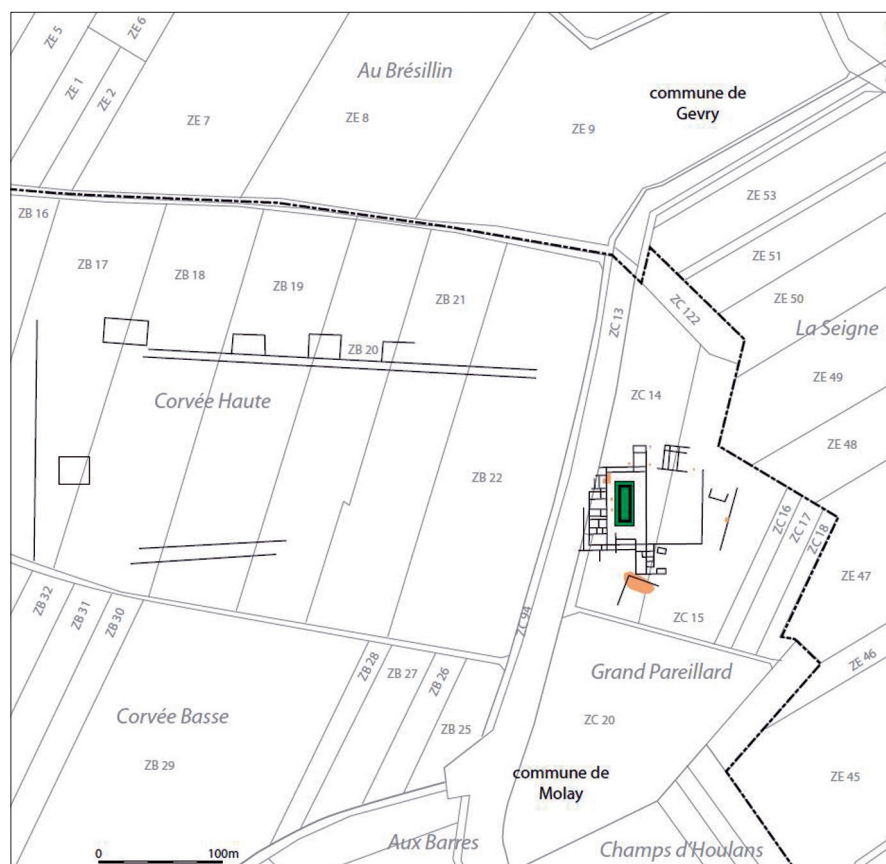 ZE 5
ZE 6
ZE 1
ZE 2
Au Brésillin
commune de
Gevry
ZE 7
ZE 8
ZE 9
ZE 53
ZB 16
ZB 17
ZB 18
ZB 19
ZB 21
ZE 51
ZE 50
ZC 122
ZC 13
La Seigne
ZB 20
ZE 49
Corvée Haute
ZC 14
ZE 48
ZB 22
ZC 16
ZC 17
ZC 18
ZE 47
ZB 32
ZB 31
ZB 30
ZC 94
ZC 15
ZE 46
ZB 28
ZB 27
ZB 26
Grand Pareillard
Corvée Basse
ZB 25
ZC 20
ZB 29
commune de
Molay
ZE 45
Aux Barres
Champs d'Houlans
0
100m